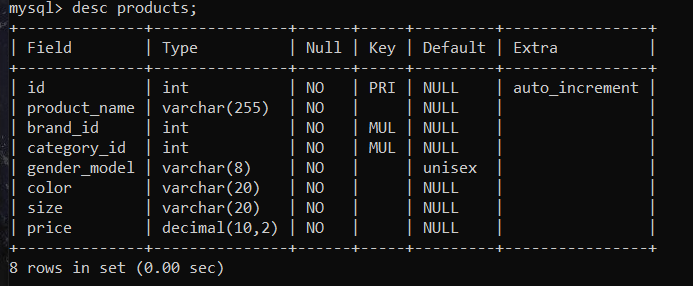 mysql> desc products;
+--------------+---------------+------+-----+---------+----------------+
| Field        | Type          | Null | Key | Default | Extra          |
+--------------+---------------+------+-----+---------+----------------+
| id           | int           | NO   | PRI | NULL    | auto_increment |
| product_name | varchar(255)  | NO   |     | NULL    |                |
| brand_id     | int           | NO   | MUL | NULL    |                |
| category_id  | int           | NO   | MUL | NULL    |                |
| gender_model | varchar(8)    | NO   |     | unisex  |                |
| color        | varchar(20)   | NO   |     | NULL    |                |
| size         | varchar(20)   | NO   |     | NULL    |                |
| price        | decimal(10,2) | NO   |     | NULL    |                |
+--------------+---------------+------+-----+---------+----------------+
8 rows in set (0.00 sec)